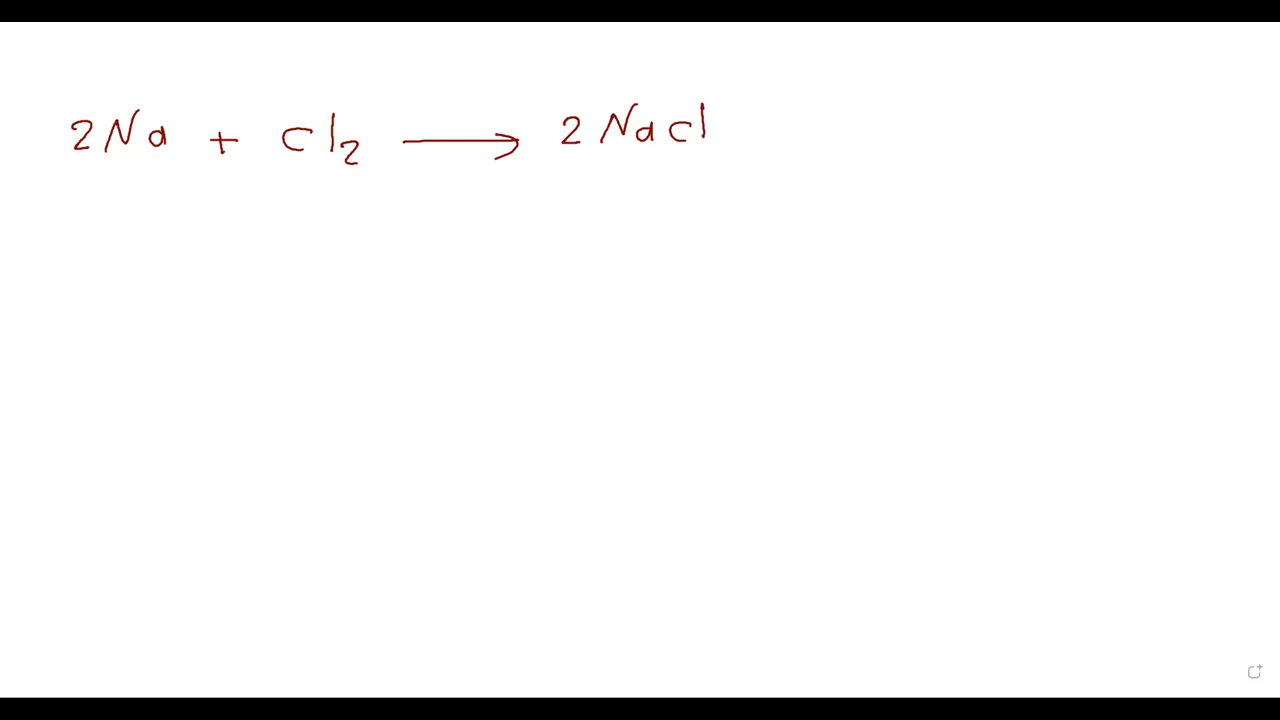 2Na + Cl₂ ⟶ 2NaCl